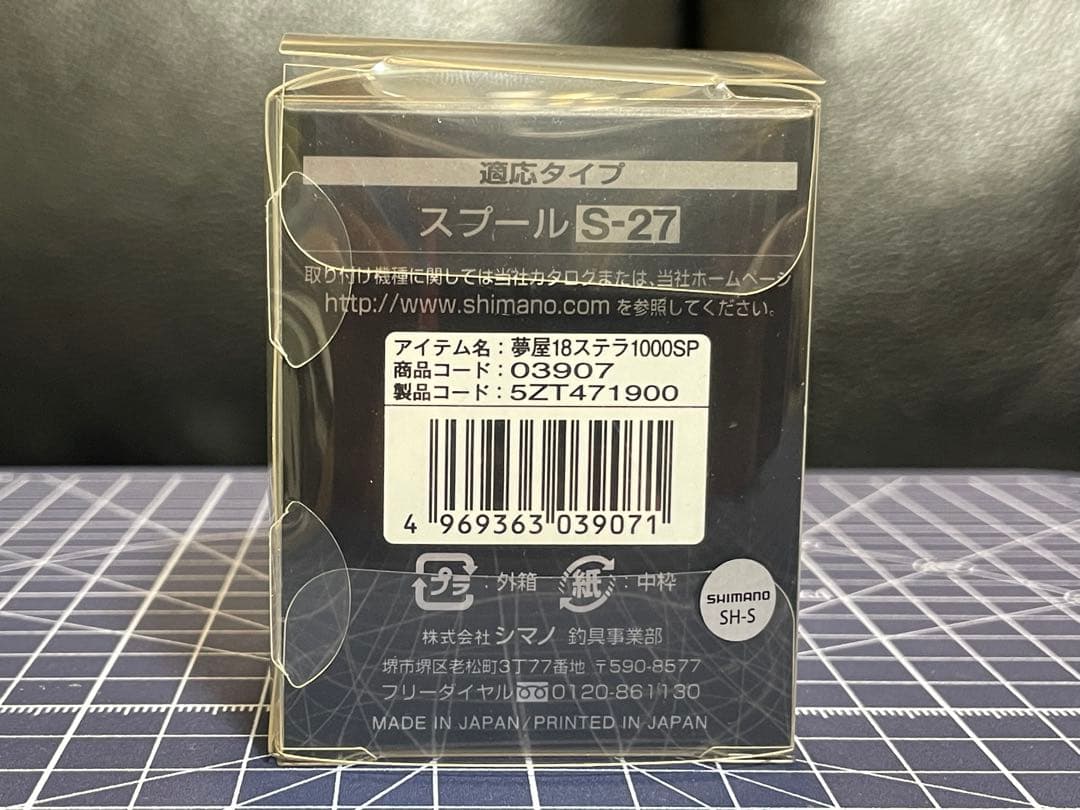 適応タイプ
スプール S-27
取り付け機種に関しては当社カタログまたは、当社ホームページ
http://www.shimano.com を参照してください。
アイテム名：夢屋18ステラ1000SP
商品コード：03907
製品コード：5ZT471900
4 969363 039071
プラ：外箱 紙：中枠
SHIMANO
SH-S
株式会社 シマノ 釣具事業部
堺市堺区老松町3丁77番地 〒590-8577
フリーダイヤル 0120-861130
MADE IN JAPAN/PRINTED IN JAPAN